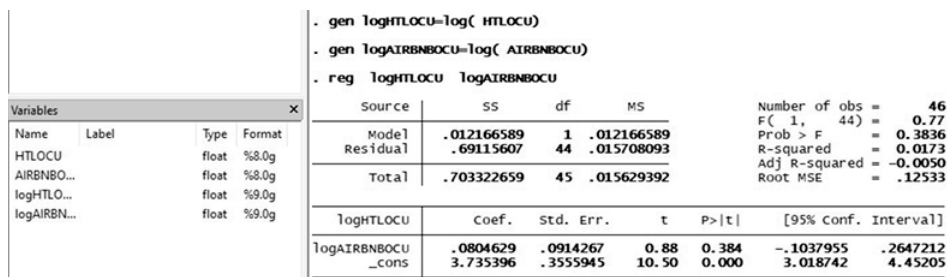 . gen logHTLOCU=log( HTLOCU)
. gen logAIRBNBOCU=log( AIRBNBOCU)
. reg logHTLOCU logAIRBNBOCU
Source SS df MS Number of obs = 46
F( 1, 44) = 0.77
Model .012166589 1 .012166589 Prob > F = 0.3836
Residual .69115607 44 .015708093 R-squared = 0.0173
Adj R-squared = -0.0050
Total .703322659 45 .015629392 Root MSE = .12533
logHTLOCU Coef. Std. Err. t P>|t| [95% Conf. Interval]
logAIRBNBOCU .0804629 .0914267 0.88 0.384 -.1037955 .2647212
_cons 3.735396 .3555945 10.50 0.000 3.018742 4.45205
Variables ×
Name Label Type Format
HTLOCU float %8.0g
AIRBNBO... float %8.0g
logHTLO... float %9.0g
logAIRBN... float %9.0g